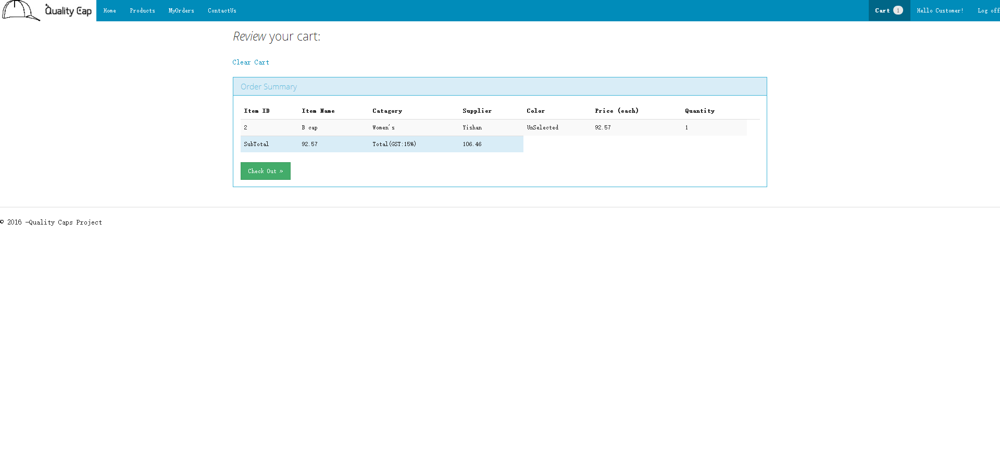 Quality Cap Home Products MyOrders ContactUs Cart 1 Hello Customer! Log off
Review your cart:
Clear Cart
Order Summary
Item ID Item Name Catagory Supplier Color Price (each) Quantity
2 B cap Women's Yishan UnSelected 92.57 1
SubTotal 92.57 Total(GST:15%) 106.46
Check Out »
© 2016 -Quality Caps Project